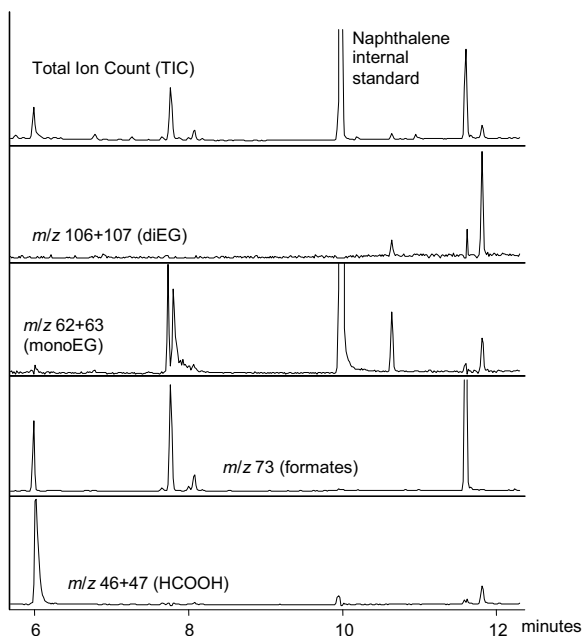 Total Ion Count (TIC)
Naphthalene
internal
standard
m/z 106+107 (diEG)
m/z 62+63
(monoEG)
m/z 73 (formates)
m/z 46+47 (HCOOH)
6 8 10 12 minutes